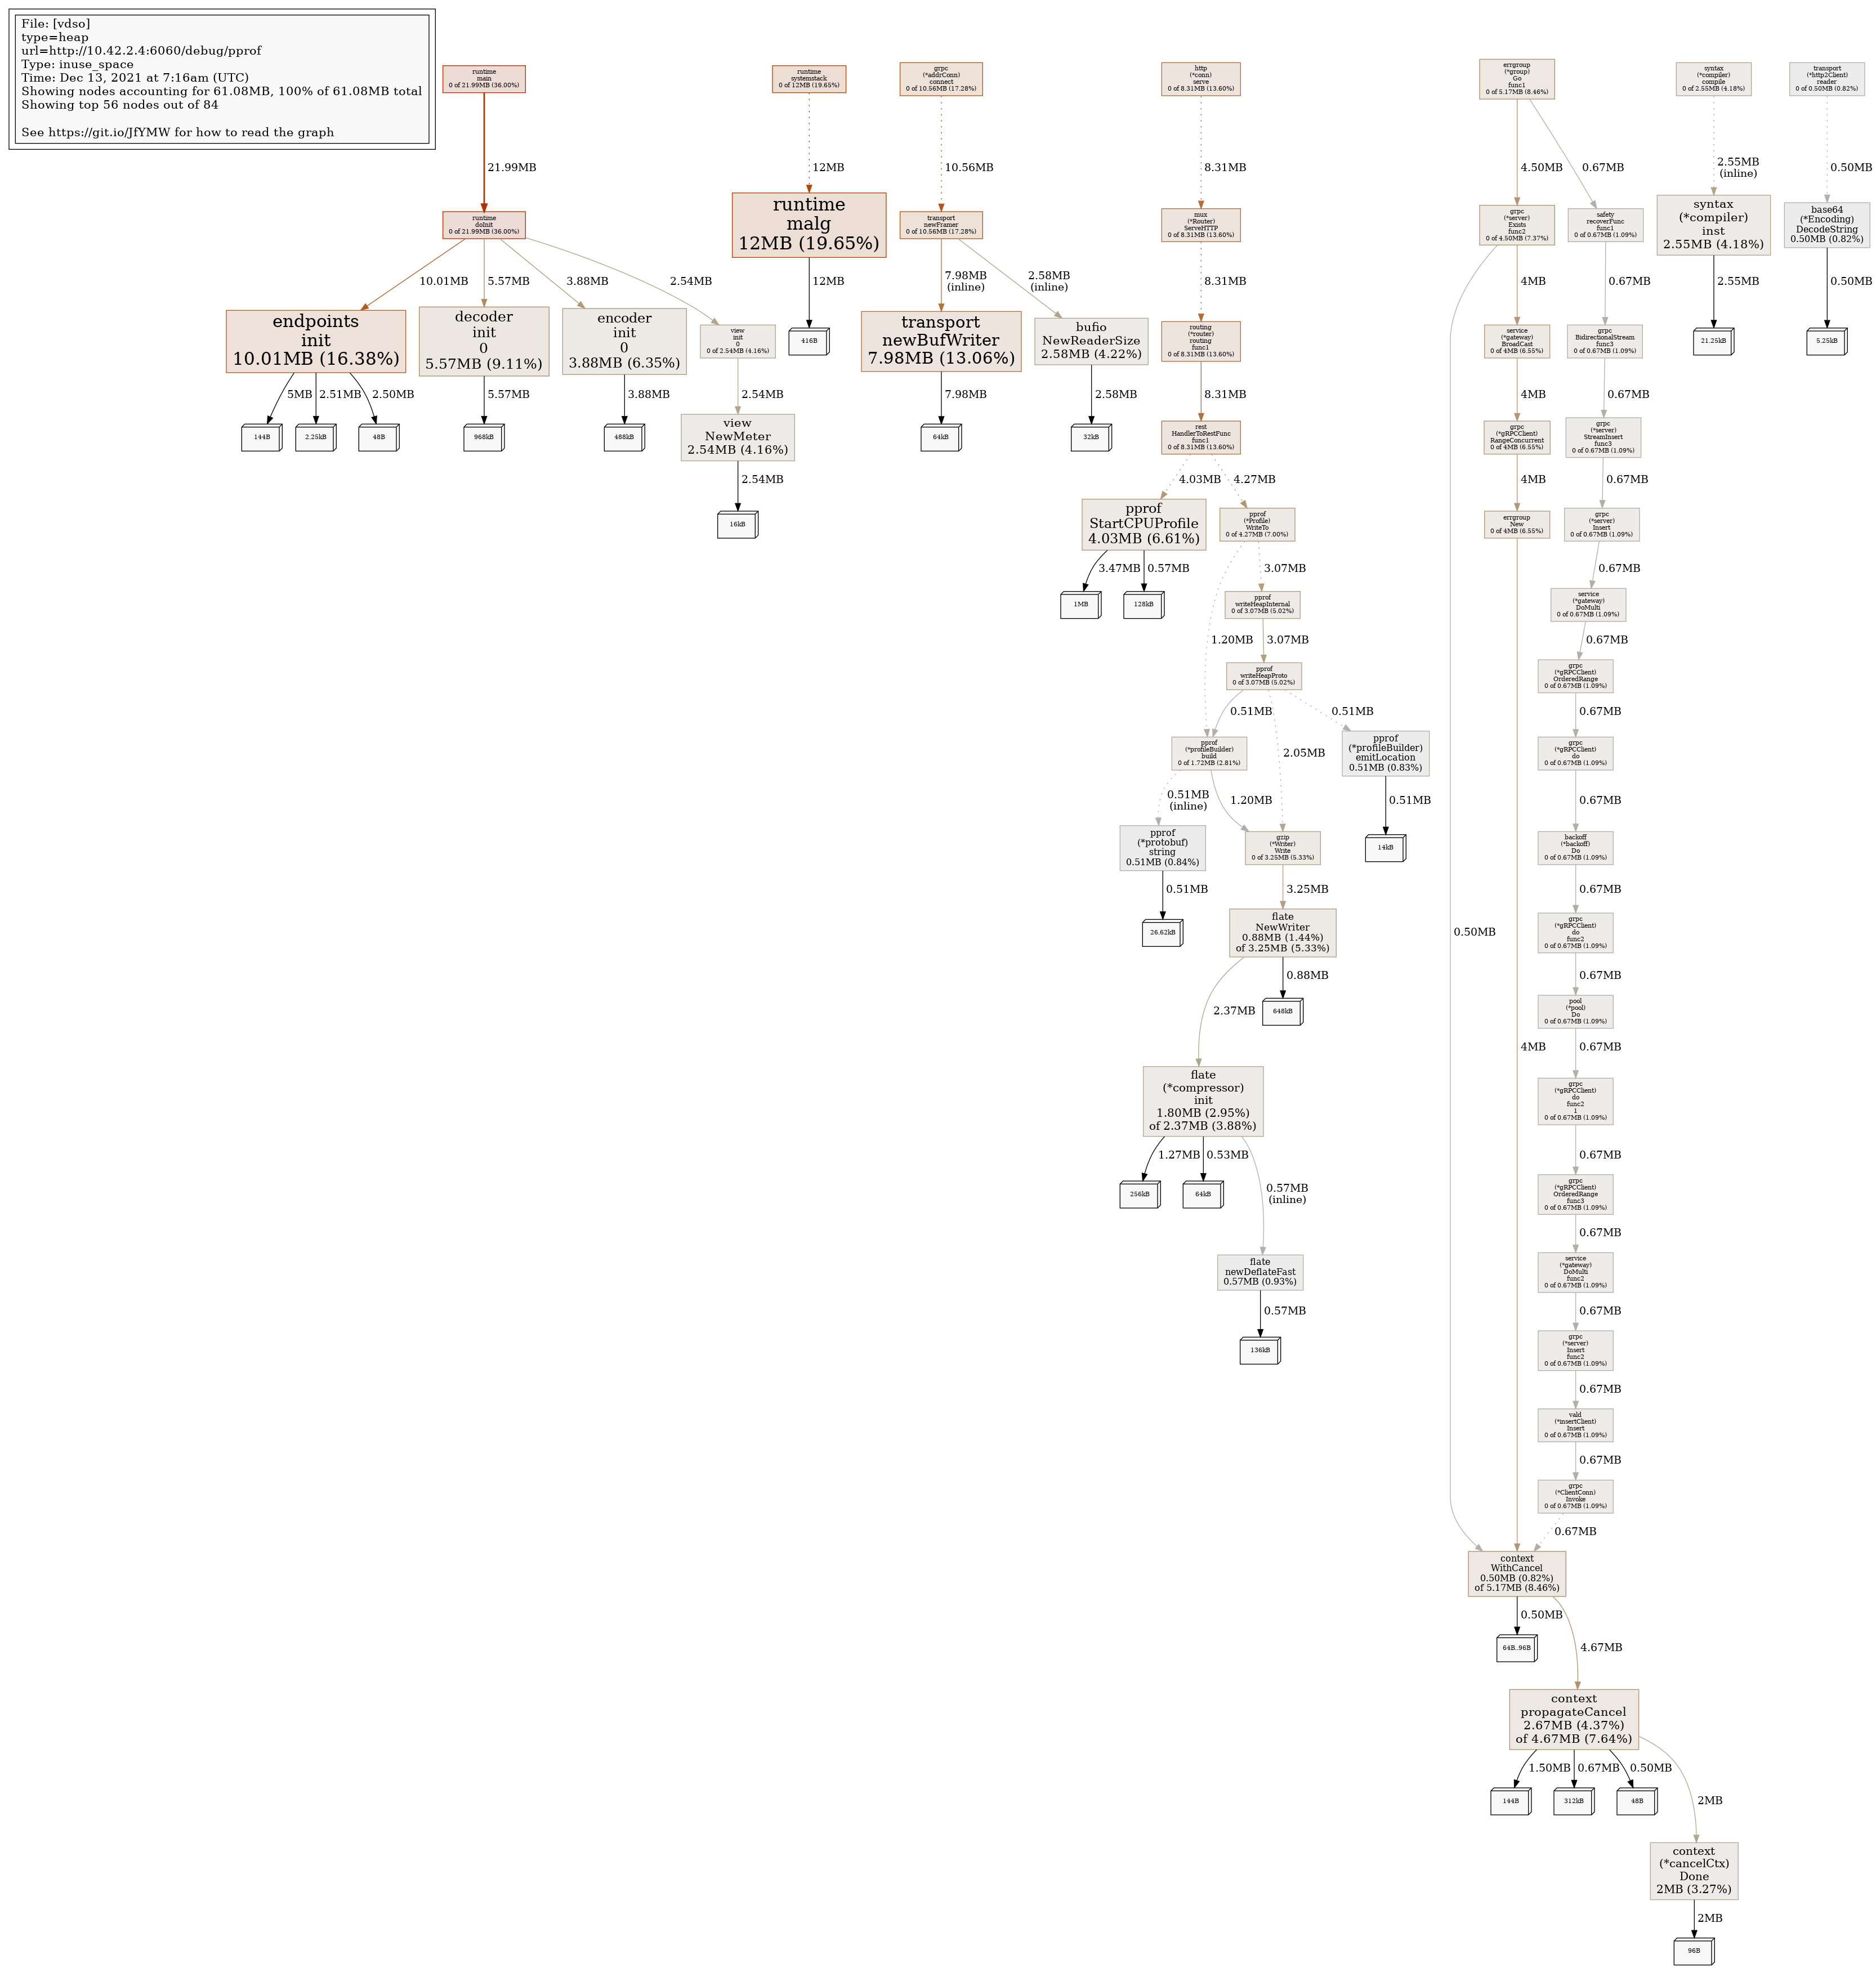 File: [vdso]
type=heap
url=http://10.42.2.4:6060/debug/pprof
Type: inuse_space
Time: Dec 13, 2021 at 7:16am (UTC)
Showing nodes accounting for 61.08MB, 100% of 61.08MB total
Showing top 56 nodes out of 84
See https://git.io/JfYMW for how to read the graph
runtime
main
0 of 21.99MB (36.00%)
21.99MB
runtime
doInit
0 of 21.99MB (36.00%)
10.01MB
5.57MB
3.88MB
2.54MB
endpoints
init
10.01MB (16.38%)
5MB
2.51MB
2.50MB
144B
2.25kB
48B
decoder
init
0
5.57MB (9.11%)
5.57MB
968kB
encoder
init
0
3.88MB (6.35%)
3.88MB
488kB
view
init
0
0 of 2.54MB (4.16%)
2.54MB
view
NewMeter
2.54MB (4.16%)
2.54MB
16kB
runtime
systemstack
0 of 12MB (19.65%)
12MB
runtime
malg
12MB (19.65%)
12MB
416B
grpc
(*addrConn)
connect
0 of 10.56MB (17.28%)
10.56MB
transport
newFramer
0 of 10.56MB (17.28%)
7.98MB
(inline)
2.58MB
(inline)
transport
newBufWriter
7.98MB (13.06%)
7.98MB
64kB
bufio
NewReaderSize
2.58MB (4.22%)
2.58MB
32kB
http
(*conn)
serve
0 of 8.31MB (13.60%)
8.31MB
mux
(*Router)
ServeHTTP
0 of 8.31MB (13.60%)
8.31MB
routing
(*router)
routing
func1
0 of 8.31MB (13.60%)
8.31MB
rest
HandlerToRestFunc
func1
0 of 8.31MB (13.60%)
4.03MB
4.27MB
pprof
StartCPUProfile
4.03MB (6.61%)
3.47MB
0.57MB
1MB
128kB
pprof
(*Profile)
WriteTo
0 of 4.27MB (7.00%)
3.07MB
1.20MB
pprof
writeHeapInternal
0 of 3.07MB (5.02%)
3.07MB
pprof
writeHeapProto
0 of 3.07MB (5.02%)
0.51MB
2.05MB
0.51MB
pprof
(*profileBuilder)
build
0 of 1.72MB (2.81%)
0.51MB
(inline)
1.20MB
pprof
(*profileBuilder)
emitLocation
0.51MB (0.83%)
0.51MB
14kB
pprof
(*protobuf)
string
0.51MB (0.84%)
0.51MB
26.62kB
gzip
(*Writer)
Write
0 of 3.25MB (5.33%)
3.25MB
flate
NewWriter
0.88MB (1.44%)
of 3.25MB (5.33%)
2.37MB
0.88MB
648kB
flate
(*compressor)
init
1.80MB (2.95%)
of 2.37MB (3.88%)
1.27MB
0.53MB
0.57MB
(inline)
256kB
64kB
flate
newDeflateFast
0.57MB (0.93%)
0.57MB
136kB
errgroup
(*group)
Go
func1
0 of 5.17MB (8.46%)
4.50MB
0.67MB
grpc
(*server)
Exists
func2
0 of 4.50MB (7.37%)
0.50MB
4MB
service
(*gateway)
BroadCast
0 of 4MB (6.55%)
4MB
grpc
(*gRPCClient)
RangeConcurrent
0 of 4MB (6.55%)
4MB
errgroup
New
0 of 4MB (6.55%)
4MB
safety
recoverFunc
func1
0 of 0.67MB (1.09%)
0.67MB
grpc
BidirectionalStream
func3
0 of 0.67MB (1.09%)
0.67MB
grpc
(*server)
StreamInsert
func3
0 of 0.67MB (1.09%)
0.67MB
grpc
(*server)
Insert
0 of 0.67MB (1.09%)
0.67MB
service
(*gateway)
DoMulti
0 of 0.67MB (1.09%)
0.67MB
grpc
(*gRPCClient)
OrderedRange
0 of 0.67MB (1.09%)
0.67MB
grpc
(*gRPCClient)
do
0 of 0.67MB (1.09%)
0.67MB
backoff
(*backoff)
Do
0 of 0.67MB (1.09%)
0.67MB
grpc
(*gRPCClient)
do
func2
0 of 0.67MB (1.09%)
0.67MB
pool
(*pool)
Do
0 of 0.67MB (1.09%)
0.67MB
grpc
(*gRPCClient)
do
func2
1
0 of 0.67MB (1.09%)
0.67MB
grpc
(*gRPCClient)
OrderedRange
func3
0 of 0.67MB (1.09%)
0.67MB
service
(*gateway)
DoMulti
func2
0 of 0.67MB (1.09%)
0.67MB
grpc
(*server)
Insert
func2
0 of 0.67MB (1.09%)
0.67MB
vald
(*insertClient)
Insert
0 of 0.67MB (1.09%)
0.67MB
grpc
(*ClientConn)
Invoke
0 of 0.67MB (1.09%)
0.67MB
context
WithCancel
0.50MB (0.82%)
of 5.17MB (8.46%)
0.50MB
4.67MB
64B..96B
context
propagateCancel
2.67MB (4.37%)
of 4.67MB (7.64%)
1.50MB
0.67MB
0.50MB
2MB
144B
312kB
48B
context
(*cancelCtx)
Done
2MB (3.27%)
2MB
96B
syntax
(*compiler)
compile
0 of 2.55MB (4.18%)
2.55MB
(inline)
syntax
(*compiler)
inst
2.55MB (4.18%)
2.55MB
21.25kB
transport
(*http2Client)
reader
0 of 0.50MB (0.82%)
0.50MB
base64
(*Encoding)
DecodeString
0.50MB (0.82%)
0.50MB
5.25kB